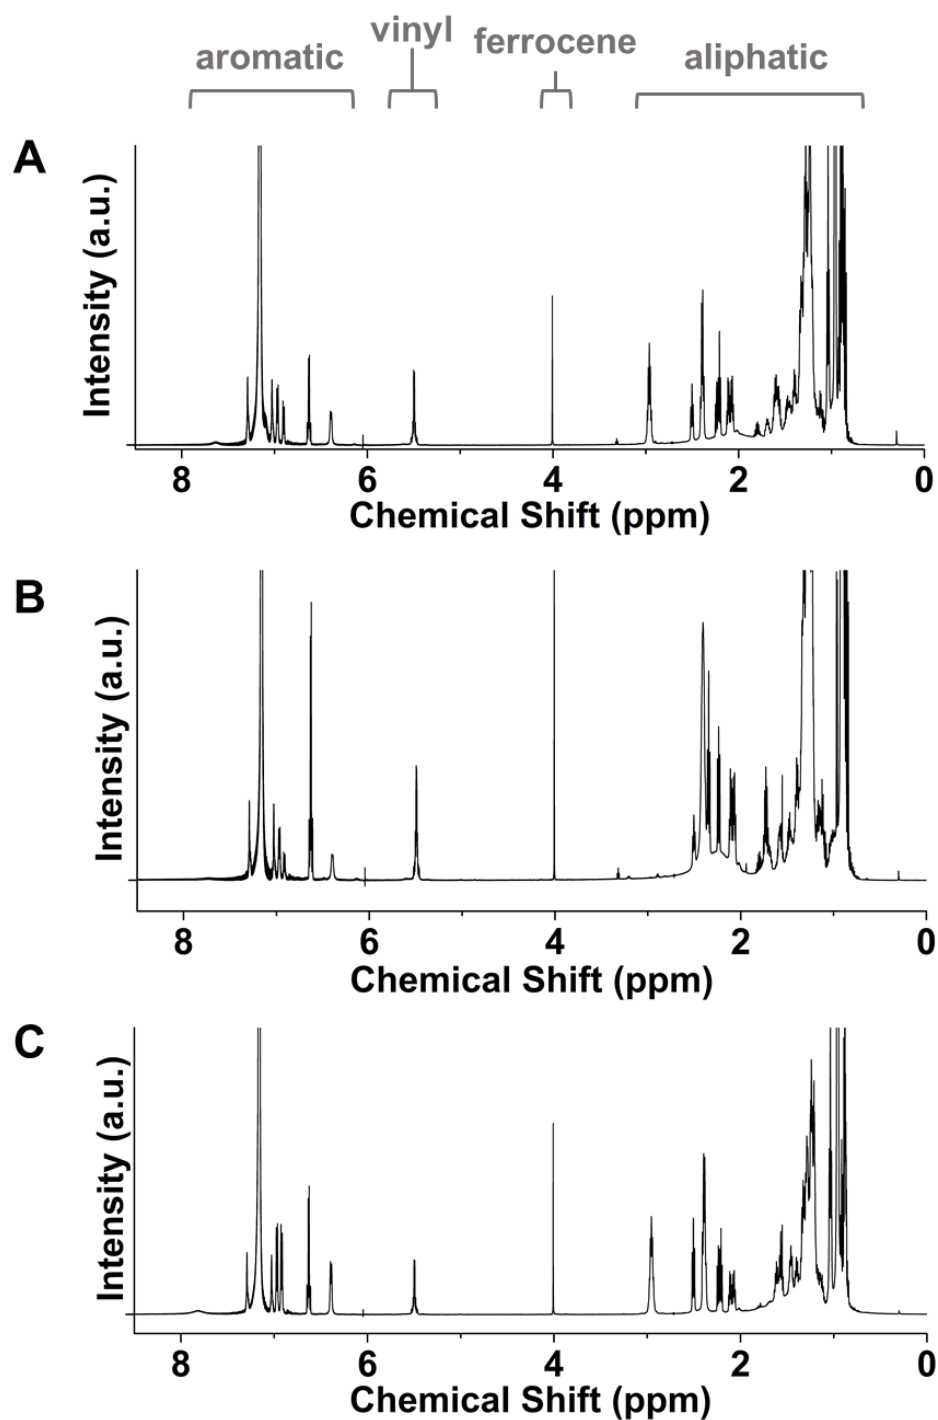 vinyl
aromatic
ferrocene
aliphatic
A
Intensity (a.u.)
8 6 4 2 0
Chemical Shift (ppm)
B
Intensity (a.u.)
8 6 4 2 0
Chemical Shift (ppm)
C
Intensity (a.u.)
8 6 4 2 0
Chemical Shift (ppm)